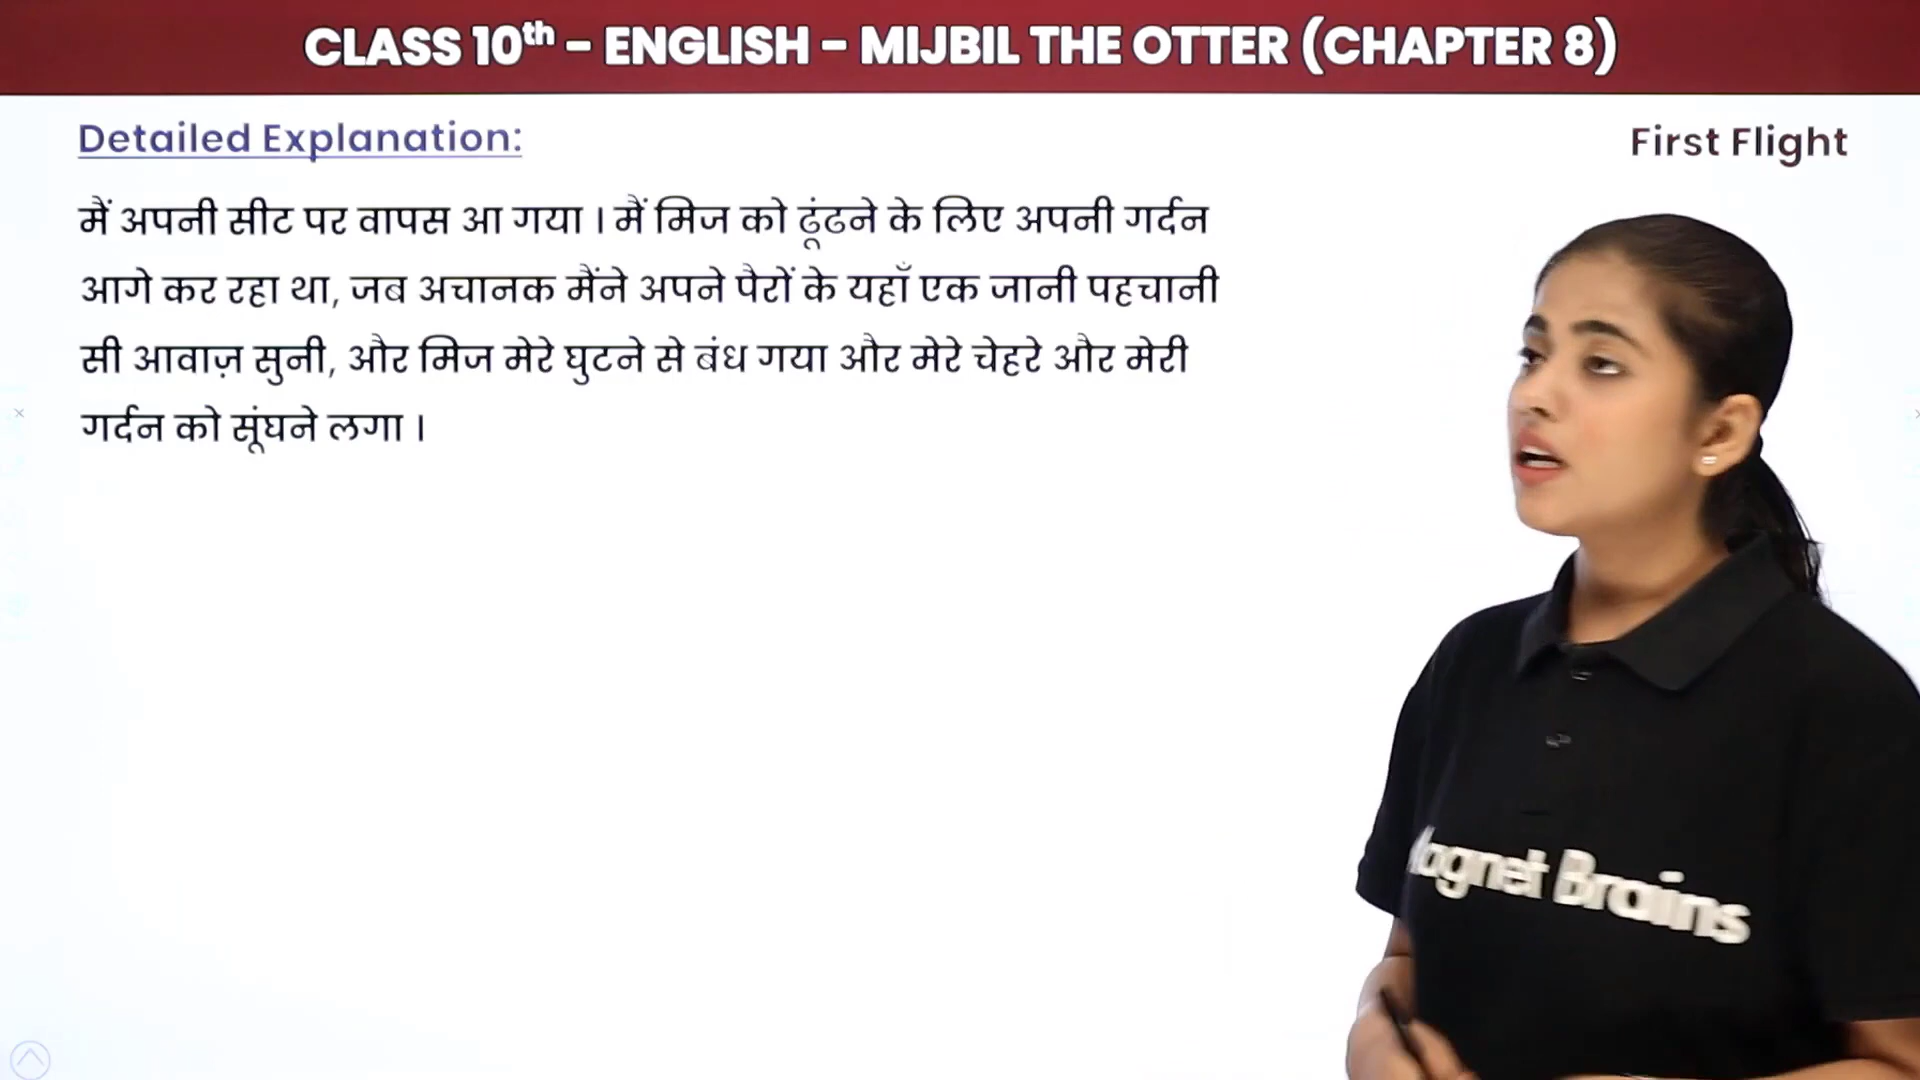 CLASS 10th – ENGLISH – MIJBIL THE OTTER (CHAPTER 8)
Detailed Explanation:
First Flight
मैं अपनी सीट पर वापस आ गया । मैं मिज को ढूंढने के लिए अपनी गर्दन
आगे कर रहा था, जब अचानक मैंने अपने पैरों के यहाँ एक जानी पहचानी
सी आवाज़ सुनी, और मिज मेरे घुटने से बंध गया और मेरे चेहरे और मेरी
गर्दन को सूंघने लगा ।
agnet Brains